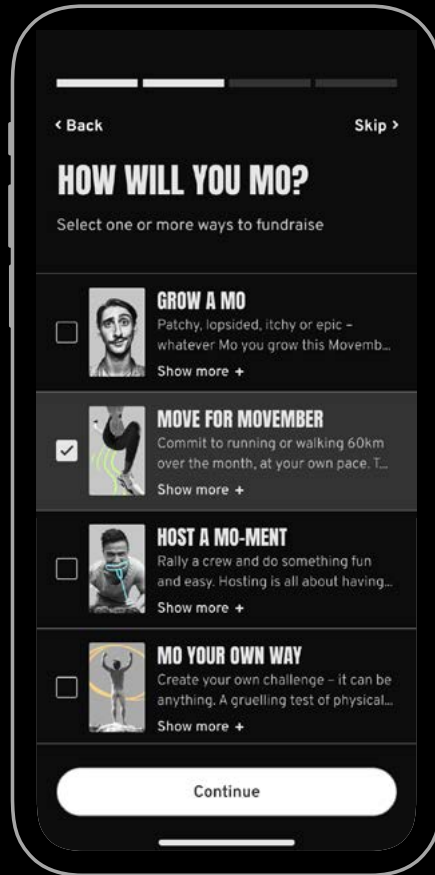 < Back
Skip >
HOW WILL YOU MO?
Select one or more ways to fundraise
GROW A MO
Patchy, lopsided, itchy or epic –
whatever Mo you grow this Movemb...
Show more +
MOVE FOR MOVEMBER
Commit to running or walking 60km
over the month, at your own pace. T...
Show more +
HOST A MO-MENT
Rally a crew and do something fun
and easy. Hosting is all about having...
Show more +
MO YOUR OWN WAY
Create your own challenge – it can be
anything. A gruelling test of physical...
Show more +
Continue